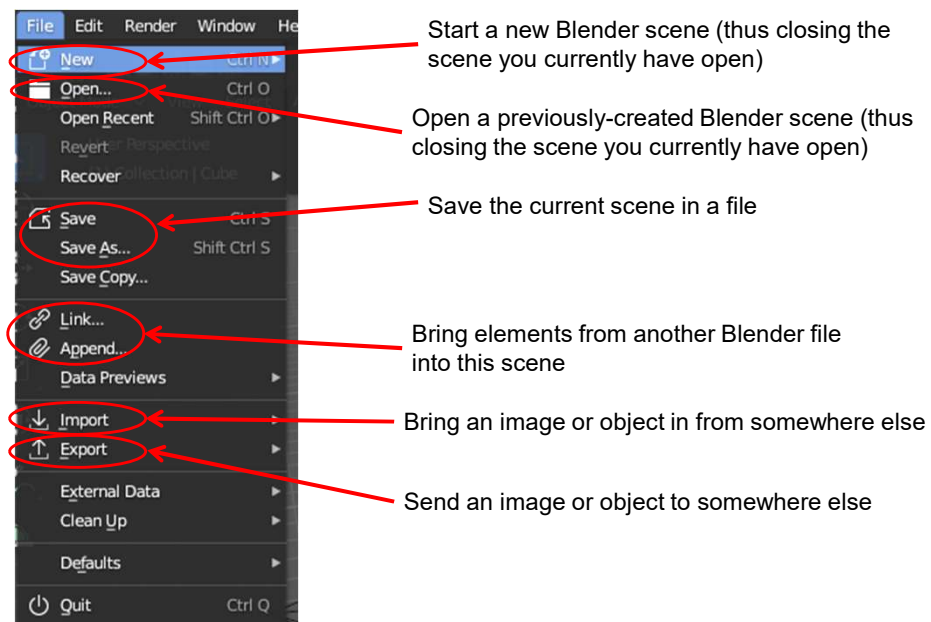 File Edit Render Window He
New Ctrl N
Open... Ctrl O
Open Recent Shift Ctrl O
Revert
Recover
Save Ctrl S
Save As... Shift Ctrl S
Save Copy...
Link...
Append...
Data Previews
Import
Export
External Data
Clean Up
Defaults
Quit Ctrl Q
Perspective
Collection | Cube
Start a new Blender scene (thus closing the
scene you currently have open)
Open a previously-created Blender scene (thus
closing the scene you currently have open)
Save the current scene in a file
Bring elements from another Blender file
into this scene
Bring an image or object in from somewhere else
Send an image or object to somewhere else